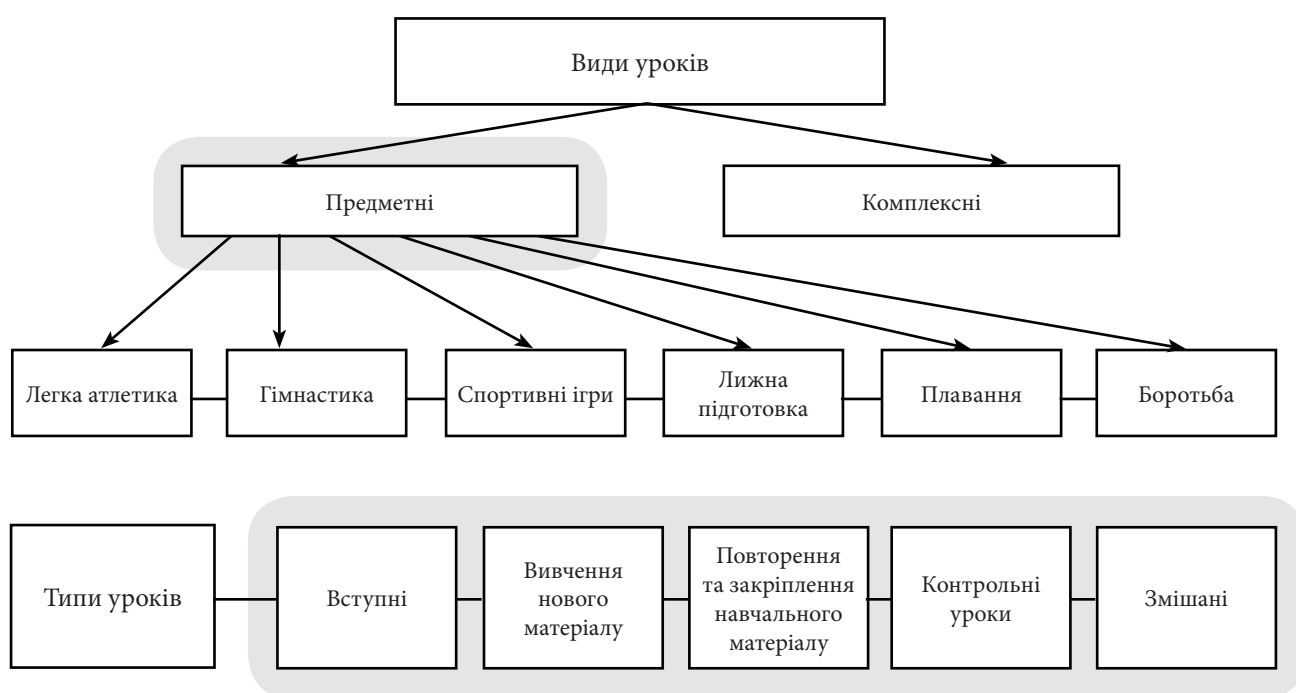 Види уроків
Предметні
Комплексні
Легка атлетика
Гімнастика
Спортивні ігри
Лижна
підготовка
Плавання
Боротьба
Типи уроків
Вступні
Вивчення
нового
матеріалу
Повторення
та закріплення
навчального
матеріалу
Контрольні
уроки
Змішані